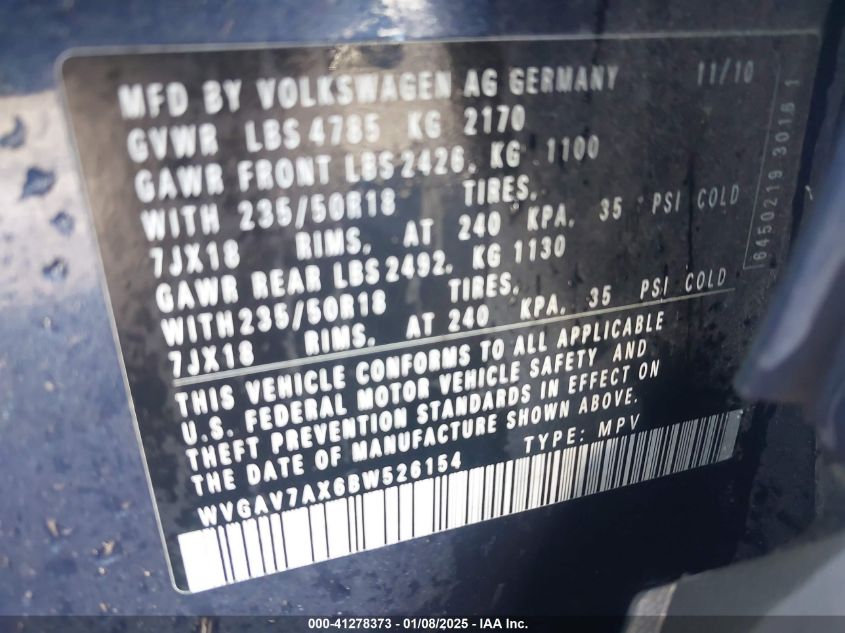 MFD BY VOLKSWAGEN AG GERMANY 11/10
GVWR LBS 4785 KG 2170
GAWR FRONT LBS 2426. KG 1100
WITH 235/50R18 TIRES.
7JX18 RIMS. AT 240 KPA. 35 PSI COLD
GAWR REAR LBS 2492. KG 1130
WITH 235/50R18 TIRES.
7JX18 RIMS. AT 240 KPA. 35 PSI COLD
THIS VEHICLE CONFORMS TO ALL APPLICABLE
U.S. FEDERAL MOTOR VEHICLE SAFETY AND
THEFT PREVENTION STANDARDS IN EFFECT ON
THE DATE OF MANUFACTURE SHOWN ABOVE.
WVGAV7AX6BW526154 TYPE: MPV
6450219 3016 1
000-41278373 - 01/08/2025 - IAA Inc.